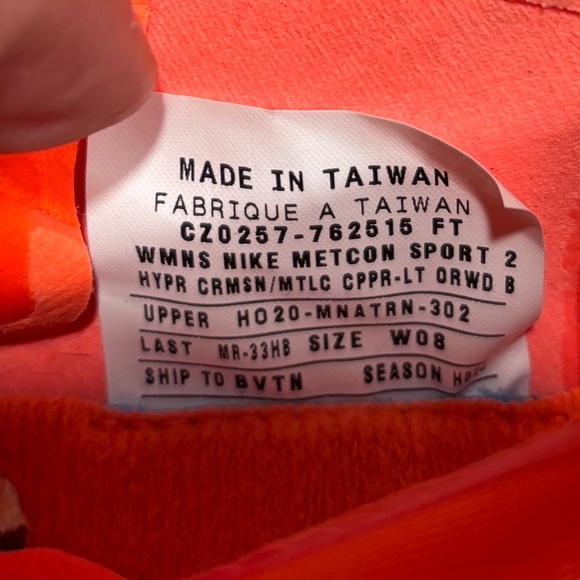 MADE IN TAIWAN
FABRIQUE A TAIWAN
CZ0257-762515 FT
WMNS NIKE METCON SPORT 2
HYPR CRMSN/MTLC CPPR-LT ORWD B
UPPER HO20-MNATRN-302
LAST MR-33HB SIZE W08
SHIP TO BVTN SEASON